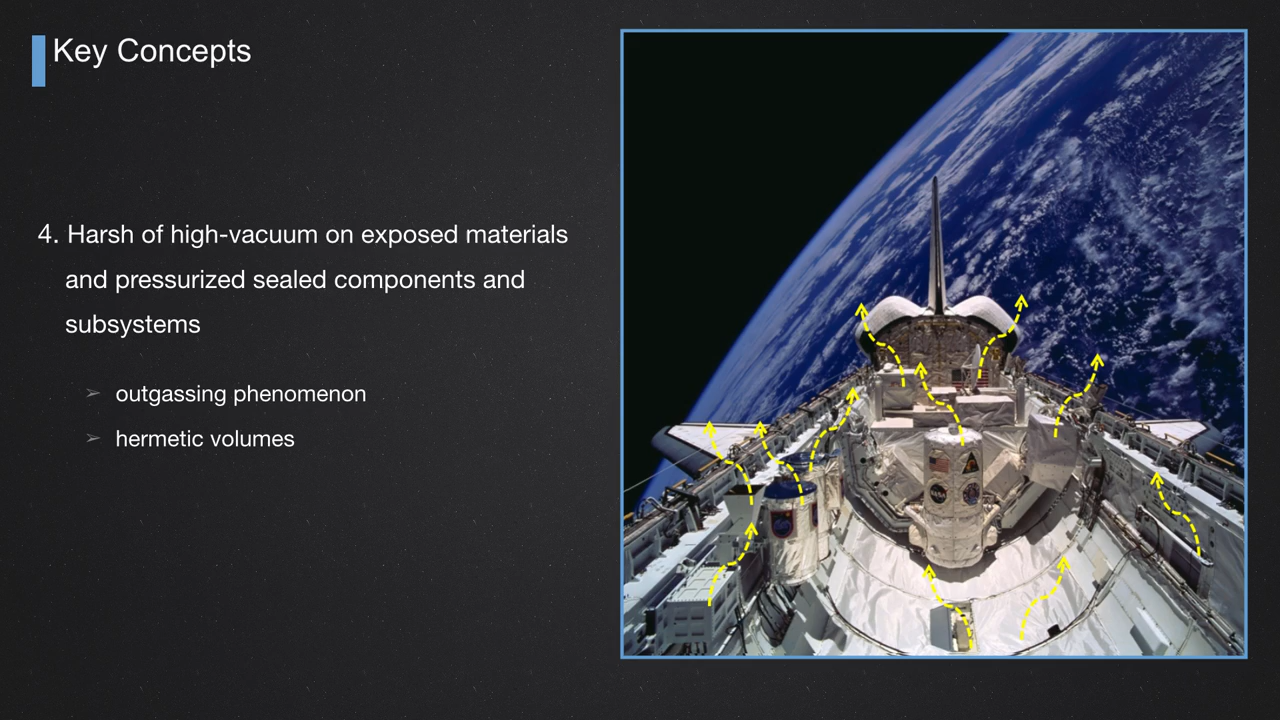 Key Concepts
4. Harsh of high-vacuum on exposed materials
and pressurized sealed components and
subsystems
➢ outgassing phenomenon
➢ hermetic volumes